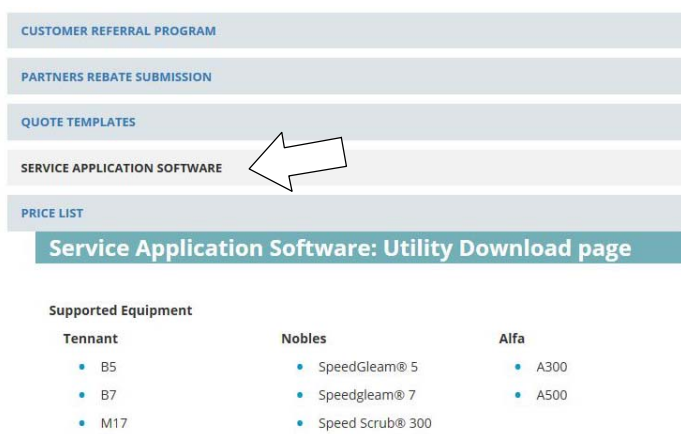 CUSTOMER REFERRAL PROGRAM
PARTNERS REBATE SUBMISSION
QUOTE TEMPLATES
SERVICE APPLICATION SOFTWARE
PRICE LIST
Service Application Software: Utility Download page
Supported Equipment
Tennant Nobles Alfa
• B5 • SpeedGleam® 5 • A300
• B7 • Speedgleam® 7 • A500
• M17 • Speed Scrub® 300